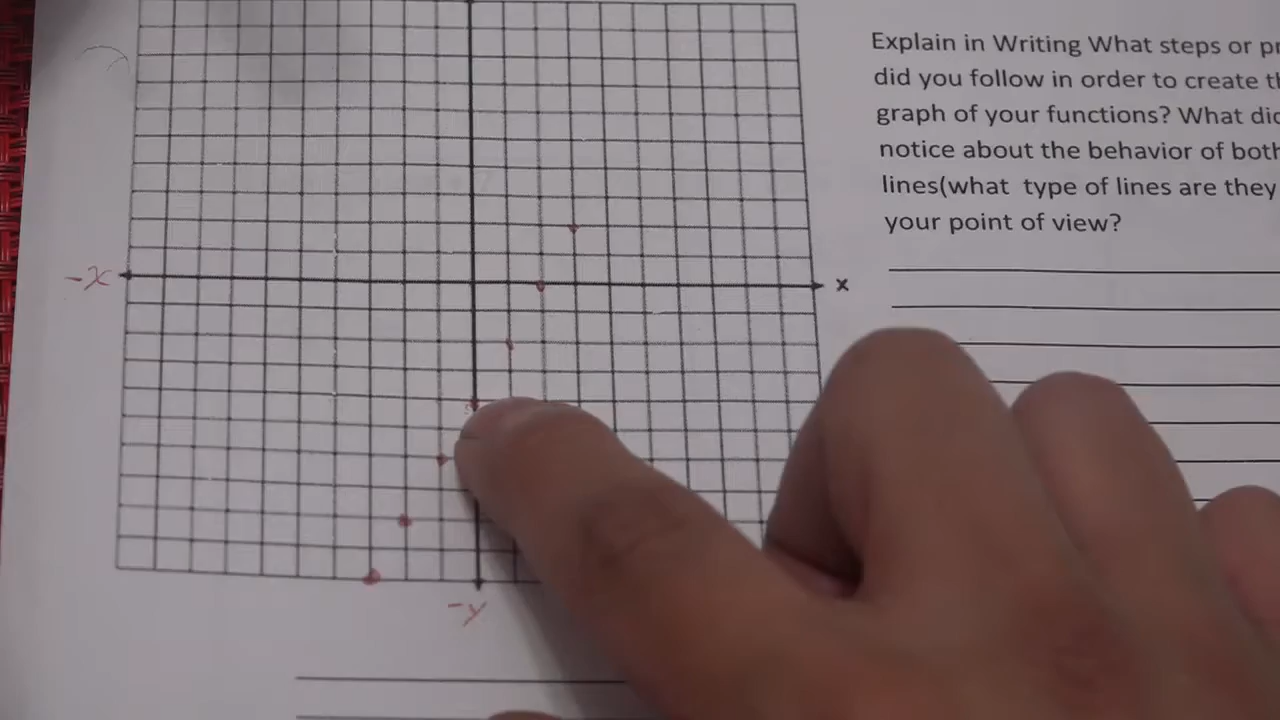 Explain in Writing What steps or
did you follow in order to create
graph of your functions? What
notice about the behavior of both
lines(what type of lines are they
your point of view?
-x
x
-y